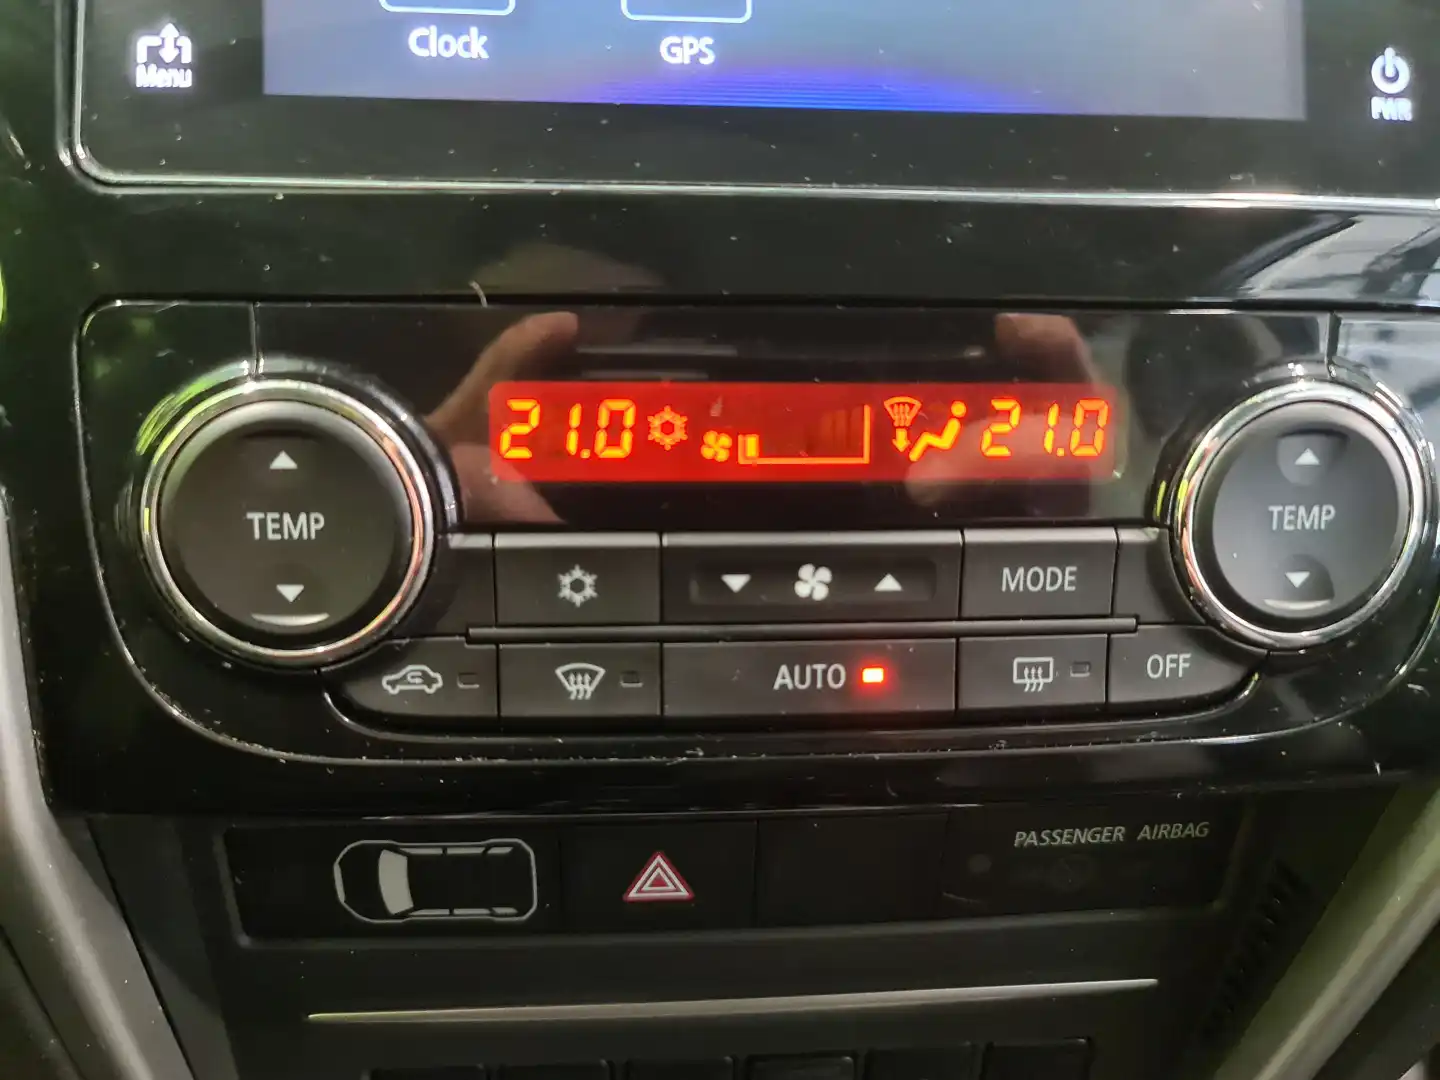 Clock
GPS
Menu
PWR
21.0
21.0
TEMP
TEMP
MODE
AUTO
OFF
PASSENGER AIRBAG